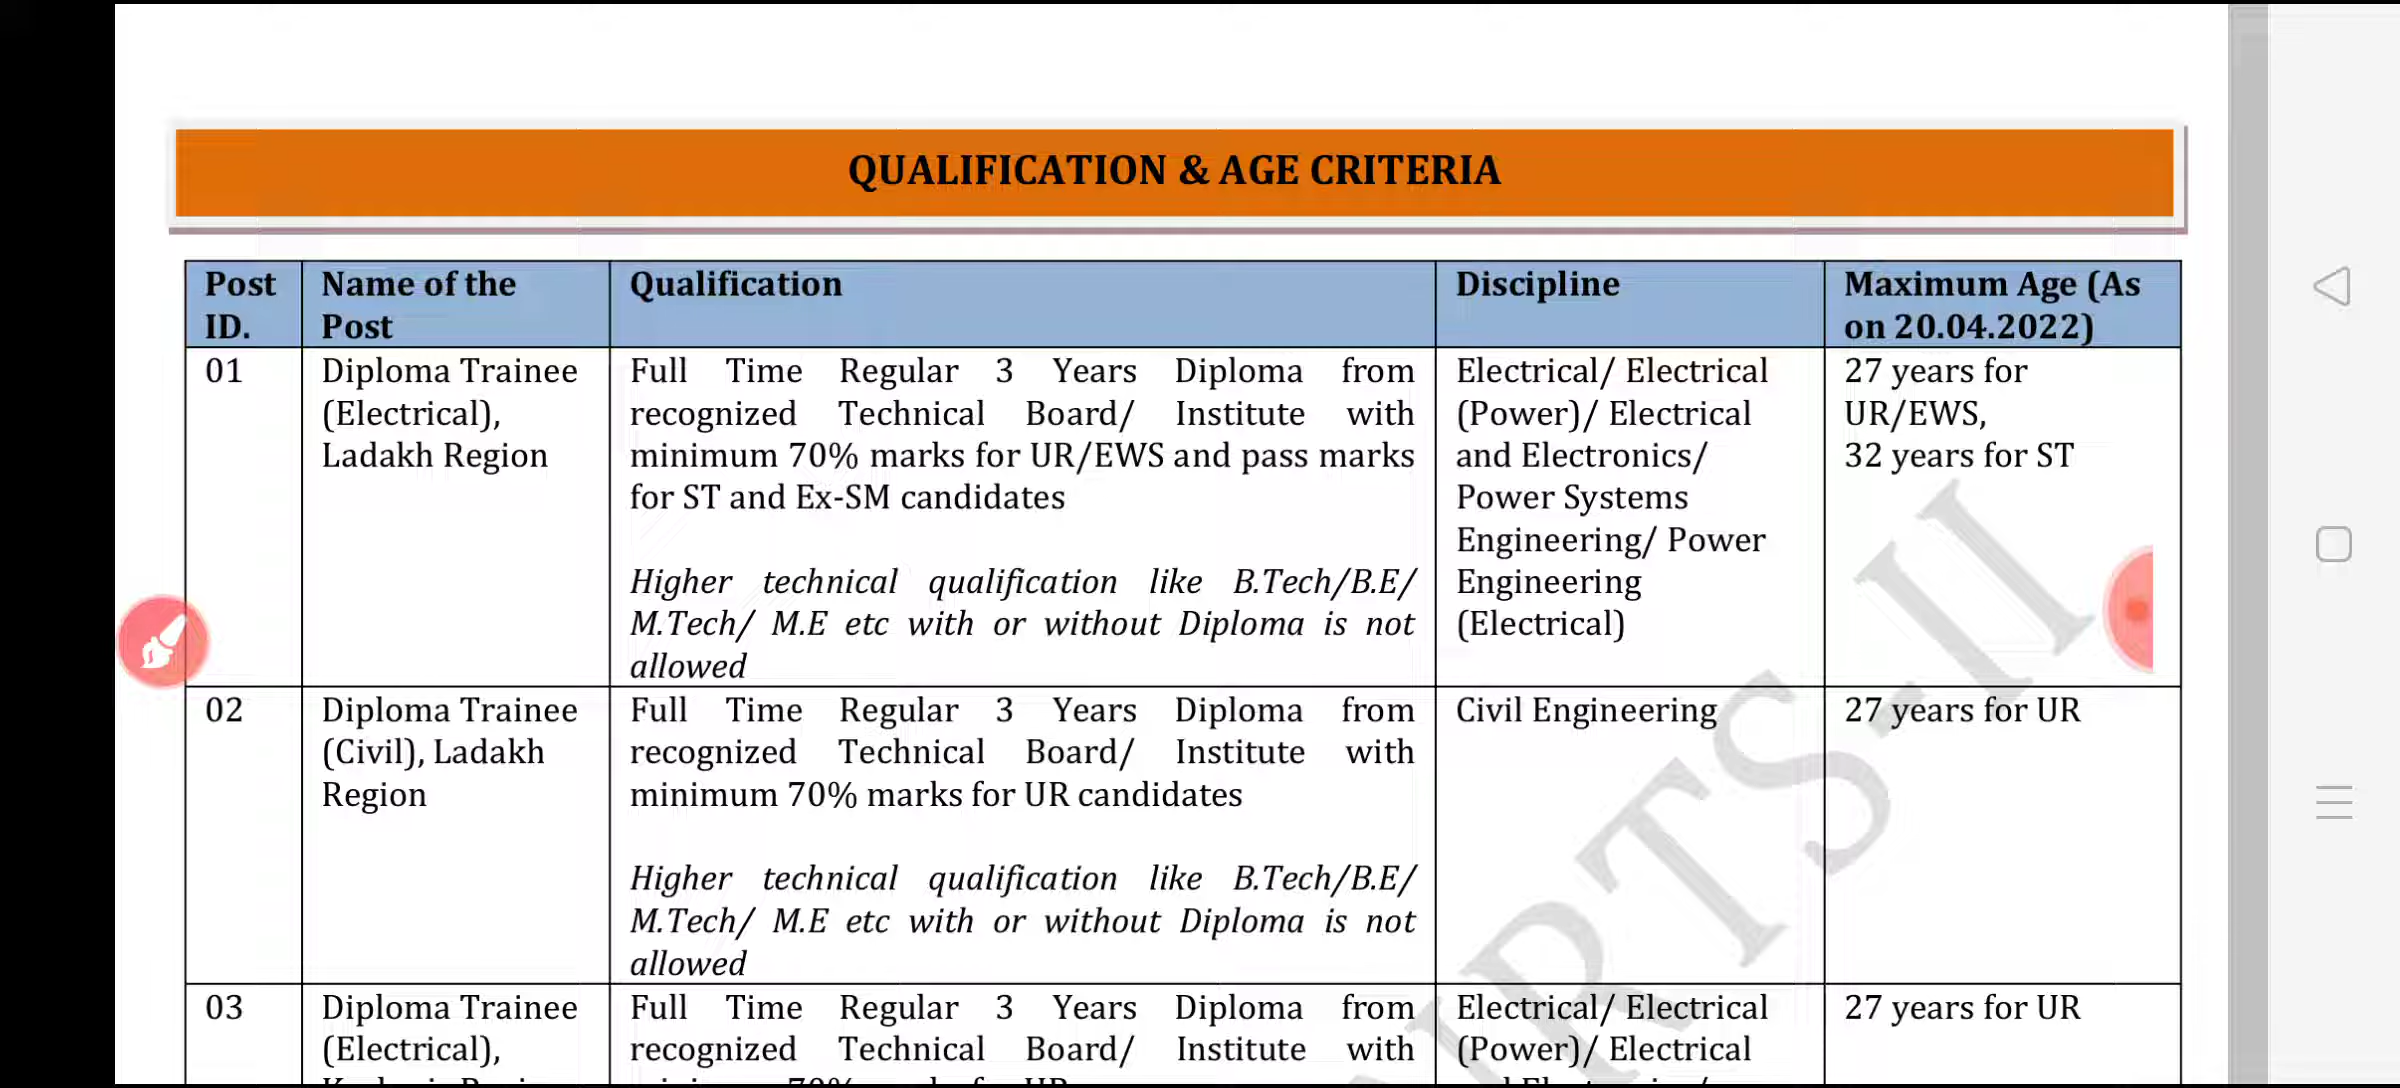 QUALIFICATION & AGE CRITERIA
Post ID.
Name of the Post
Qualification
Discipline
Maximum Age (As on 20.04.2022)
01
Diploma Trainee
(Electrical),
Ladakh Region
Full Time Regular 3 Years Diploma from
recognized Technical Board/ Institute with
minimum 70% marks for UR/EWS and pass marks
for ST and Ex-SM candidates
Higher technical qualification like B.Tech/B.E/
M.Tech/ M.E etc with or without Diploma is not
allowed
Electrical/ Electrical
(Power)/ Electrical
and Electronics/
Power Systems
Engineering/ Power
Engineering
(Electrical)
27 years for
UR/EWS,
32 years for ST
02
Diploma Trainee
(Civil), Ladakh
Region
Full Time Regular 3 Years Diploma from
recognized Technical Board/ Institute with
minimum 70% marks for UR candidates
Higher technical qualification like B.Tech/B.E/
M.Tech/ M.E etc with or without Diploma is not
allowed
Civil Engineering
27 years for UR
03
Diploma Trainee
(Electrical),
Full Time Regular 3 Years Diploma from
recognized Technical Board/ Institute with
Electrical/ Electrical
(Power)/ Electrical
27 years for UR
RTS-II